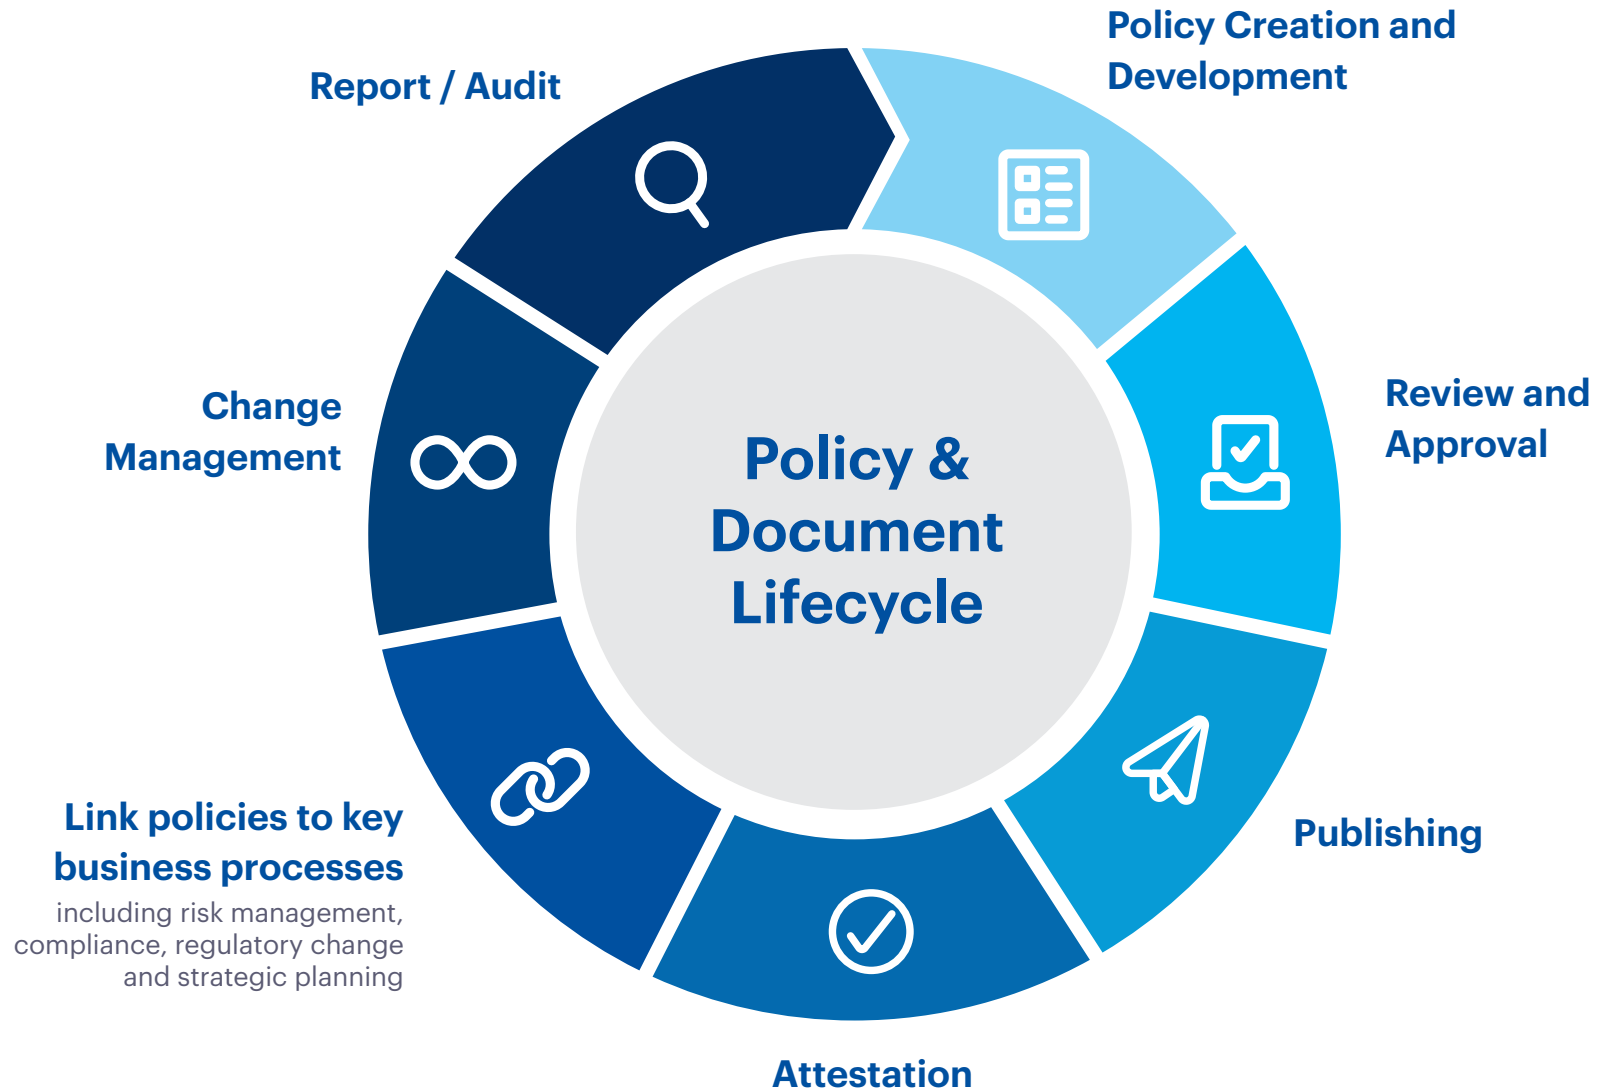 Policy Creation and
Development
Report / Audit
Review and
Approval
Change
Management
Policy &
Document
Lifecycle
Link policies to key
business processes
including risk management,
compliance, regulatory change
and strategic planning
Publishing
Attestation